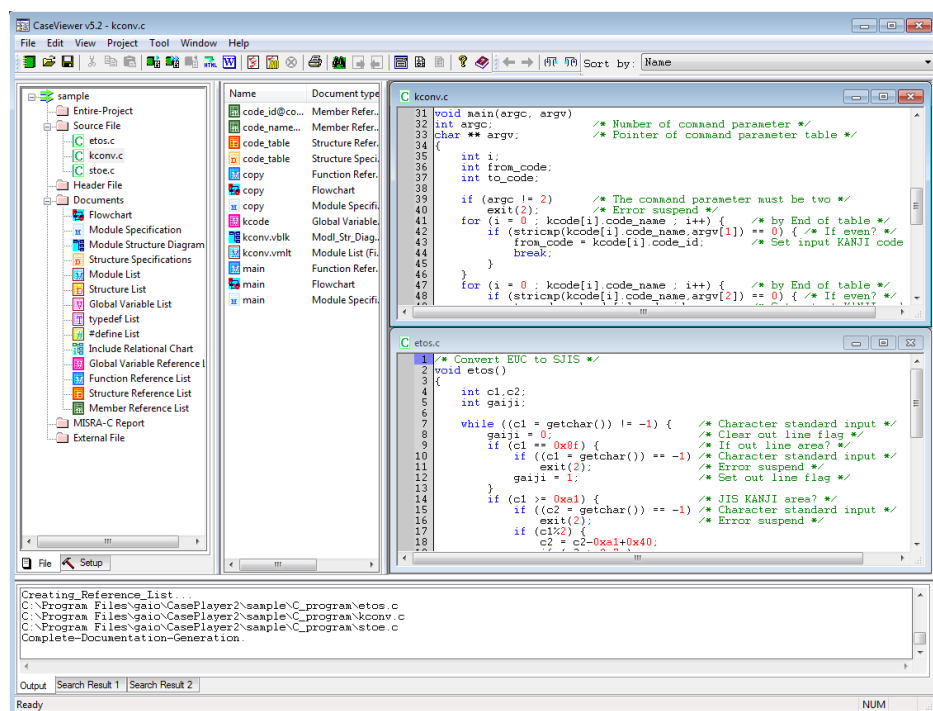 CaseViewer v5.2 - kconv.c
File Edit View Project Tool Window Help
Sort by: Name
sample
Entire-Project
Source File
etos.c
kconv.c
stoe.c
Header File
Documents
Flowchart
Module Specification
Module Structure Diagram
Structure Specifications
Module List
Structure List
Global Variable List
typedef List
#define List
Include Relational Chart
Global Variable Reference L
Function Reference List
Structure Reference List
Member Reference List
MISRA-C Report
External File
File Setup
Name Document type
code_id@co... Member Refer..
code_name... Member Refer..
code_table Structure Refer.
code_table Structure Speci.
copy Function Refer.
copy Flowchart
copy Module Specifi.
kcode Global Variable.
kconv.vblk Modl_Str_Diag..
kconv.vmlt Module List (Fi.
main Function Refer.
main Flowchart
main Module Specifi.
kconv.c
31 void main(argc, argv)
32 int argc; /* Number of command parameter */
33 char ** argv; /* Pointer of command parameter table */
34 {
35 int i;
36 int from_code;
37 int to_code;
38
39 if (argc != 2) /* The command parameter must be two */
40 exit(2); /* Error suspend */
41 for (i = 0 ; kcode[i].code_name ; i++) { /* by End of table */
42 if (stricmp(kcode[i].code_name,argv[1]) == 0) { /* If even? */
43 from_code = kcode[i].code_id; /* Set input KANJI code
44 break;
45 }
46 }
47 for (i = 0 ; kcode[i].code_name ; i++) { /* by End of table */
48 if (stricmp(kcode[i].code_name,argv[2]) == 0) { /* If even? */
etos.c
1 /* Convert EUC to SJIS */
2 void etos()
3 {
4 int c1,c2;
5 int gaiji;
6
7 while ((c1 = getchar()) != -1) { /* Character standard input */
8 gaiji = 0; /* Clear out line flag */
9 if (c1 == 0x8f) { /* If out line area? */
10 if ((c1 = getchar()) == -1) /* Character standard input */
11 exit(2); /* Error suspend */
12 gaiji = 1; /* Set out line flag */
13 }
14 if (c1 >= 0xa1) { /* JIS KANJI area? */
15 if ((c2 = getchar()) == -1) /* Character standard input */
16 exit(2); /* Error suspend */
17 if (c1%2) {
18 c2 = c2-0xa1+0x40;
Creating_Reference_List...
C:\Program Files\gaio\CasePlayer2\sample\C_program\etos.c
C:\Program Files\gaio\CasePlayer2\sample\C_program\kconv.c
C:\Program Files\gaio\CasePlayer2\sample\C_program\stoe.c
Complete-Documentation-Generation.
Output Search Result 1 Search Result 2
Ready NUM